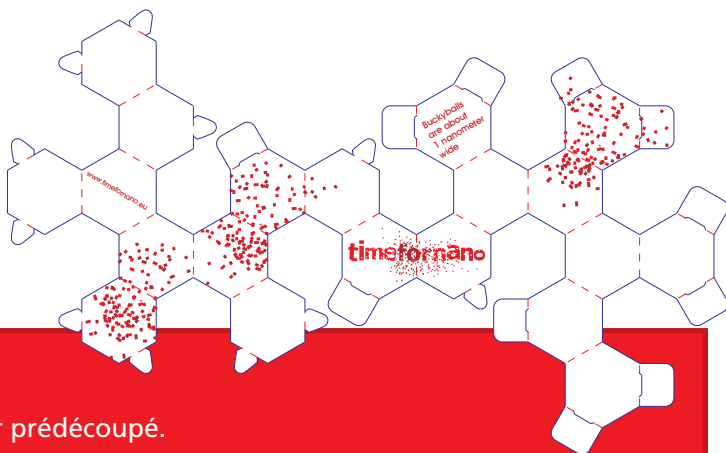 Buckyballs
are about
1 nanometer
wide
www.timefornano.eu
timefornano
r prédécoupé.